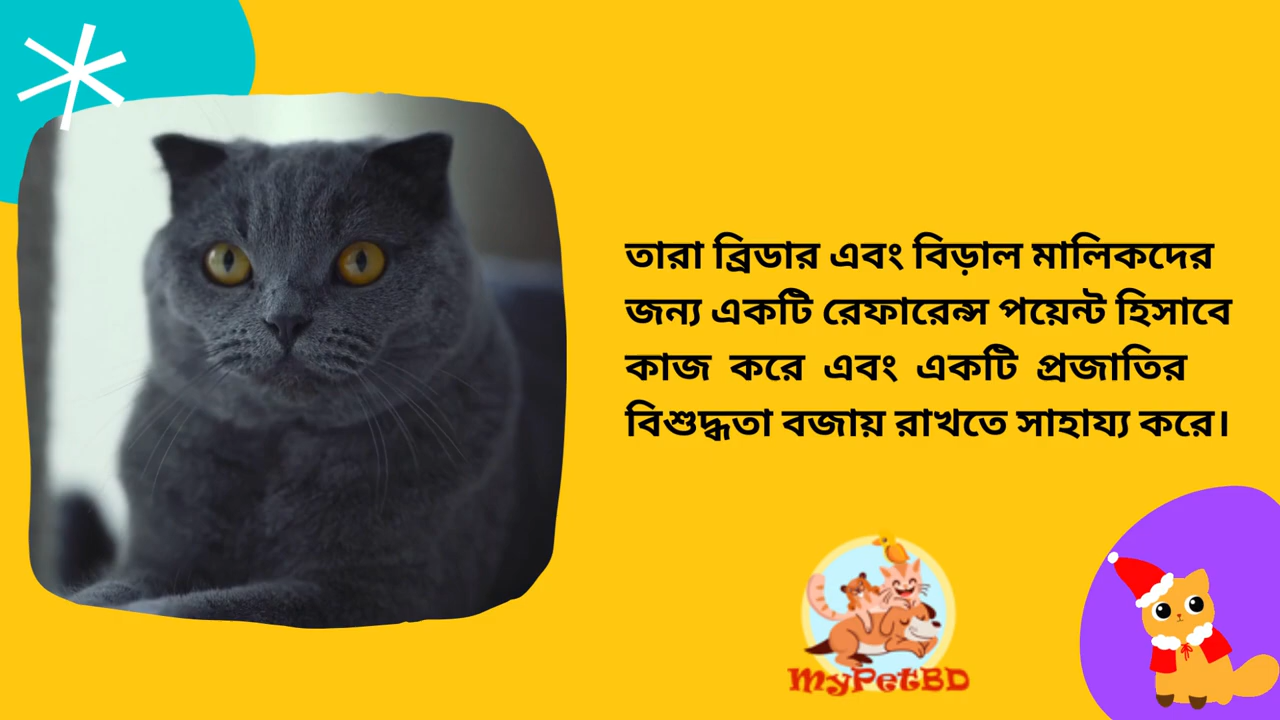 তারা ব্রিডার এবং বিড়াল মালিকদের
জন্য একটি রেফারেন্স পয়েন্ট হিসাবে
কাজ করে এবং একটি প্রজাতির
বিশুদ্ধতা বজায় রাখতে সাহায্য করে।
MyPetBD